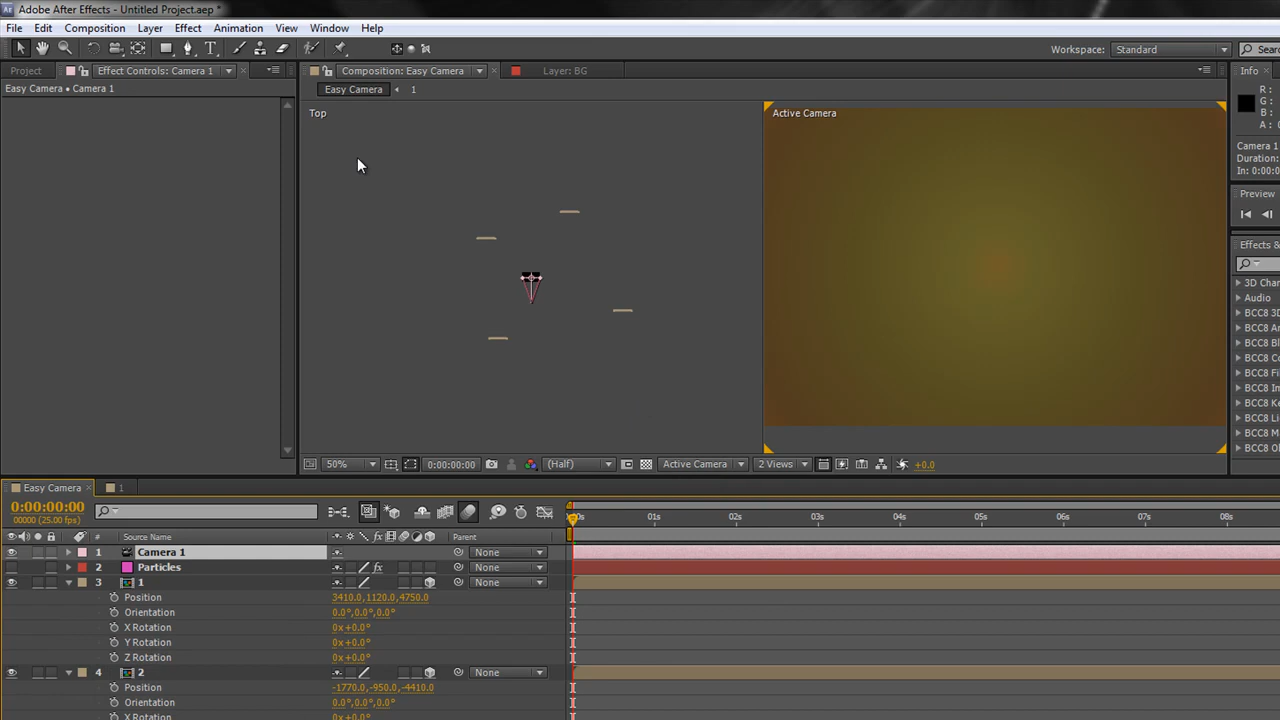 Adobe After Effects - Untitled Project.aep *
File Edit Composition Layer Effect Animation View Window Help
Workspace: Standard Sear
Project Effect Controls: Camera 1 Composition: Easy Camera Layer: BG Info
Easy Camera • Camera 1
Easy Camera 1
R :
G :
B :
A :
Top
Active Camera
Camera 1
Duration:
In: 0:00:0
Preview
Effects &
3D Chan
Audio
BCC8 3D
BCC8 Ar
BCC8 Bl
BCC8 Co
BCC8 Fil
BCC8 Im
BCC8 Ke
BCC8 Li
BCC8 M
BCC8 O
50% 0:00:00:00 (Half) Active Camera 2 Views +0.0
Easy Camera 1
0:00:00:00
00000 (25.00 fps)
01s 02s 03s 04s 05s 06s 07s 08s
# Source Name Parent
1 Camera 1 None
2 Particles fx None
3 1 None
Position 3410.0,1120.0,4750.0
Orientation 0.0°,0.0°,0.0°
X Rotation 0x+0.0°
Y Rotation 0x+0.0°
Z Rotation 0x+0.0°
4 2 None
Position -1770.0,-950.0,-4410.0
Orientation 0.0°,0.0°,0.0°
X Rotation 0x+0.0°